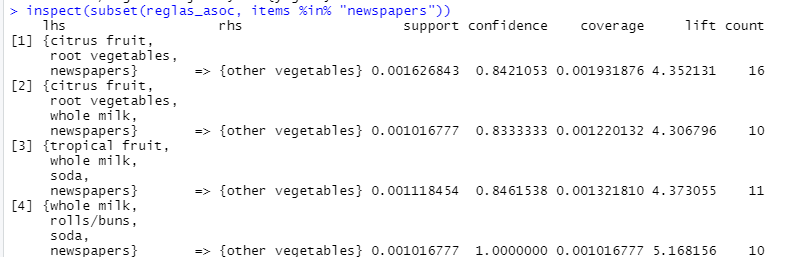 > inspect(subset(reglas_asoc, items %in% "newspapers"))
    lhs                   rhs                    support confidence    coverage     lift count
[1] {citrus fruit,
     root vegetables,
     newspapers}       => {other vegetables} 0.001626843  0.8421053 0.001931876 4.352131    16
[2] {citrus fruit,
     root vegetables,
     whole milk,
     newspapers}       => {other vegetables} 0.001016777  0.8333333 0.001220132 4.306796    10
[3] {tropical fruit,
     whole milk,
     soda,
     newspapers}       => {other vegetables} 0.001118454  0.8461538 0.001321810 4.373055    11
[4] {whole milk,
     rolls/buns,
     soda,
     newspapers}       => {other vegetables} 0.001016777  1.0000000 0.001016777 5.168156    10